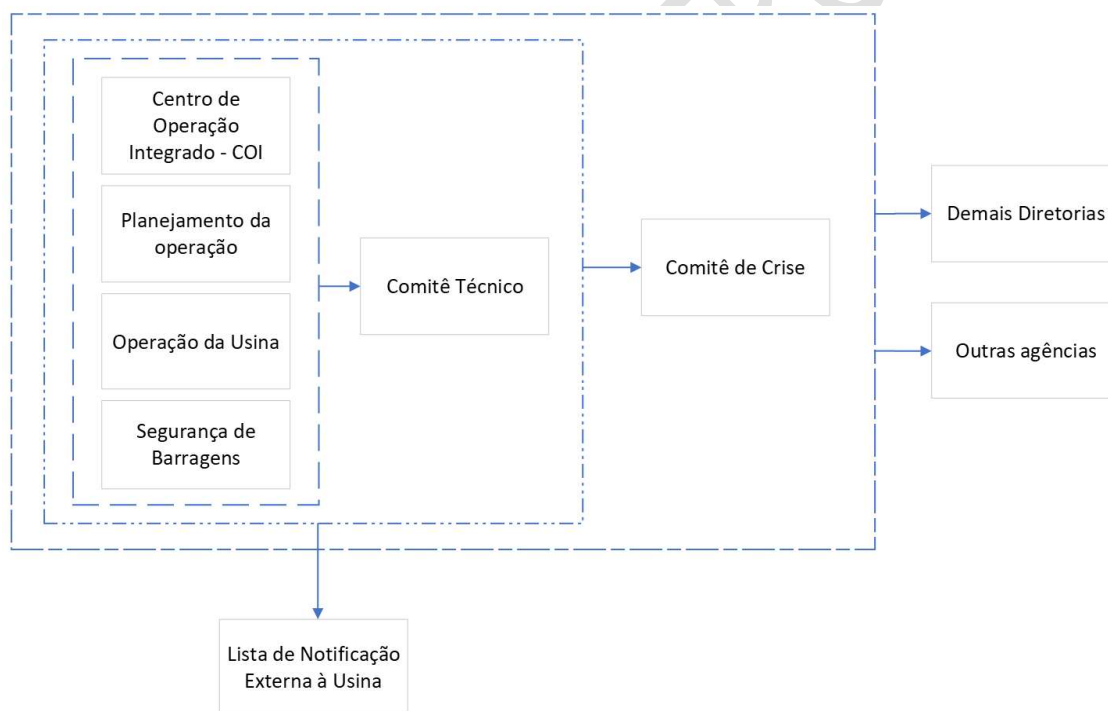 Centro de
Operação
Integrado - COI
Planejamento da
operação
Operação da Usina
Segurança de
Barragens
Comitê Técnico
Comitê de Crise
Demais Diretorias
Outras agências
Lista de Notificação
Externa à Usina